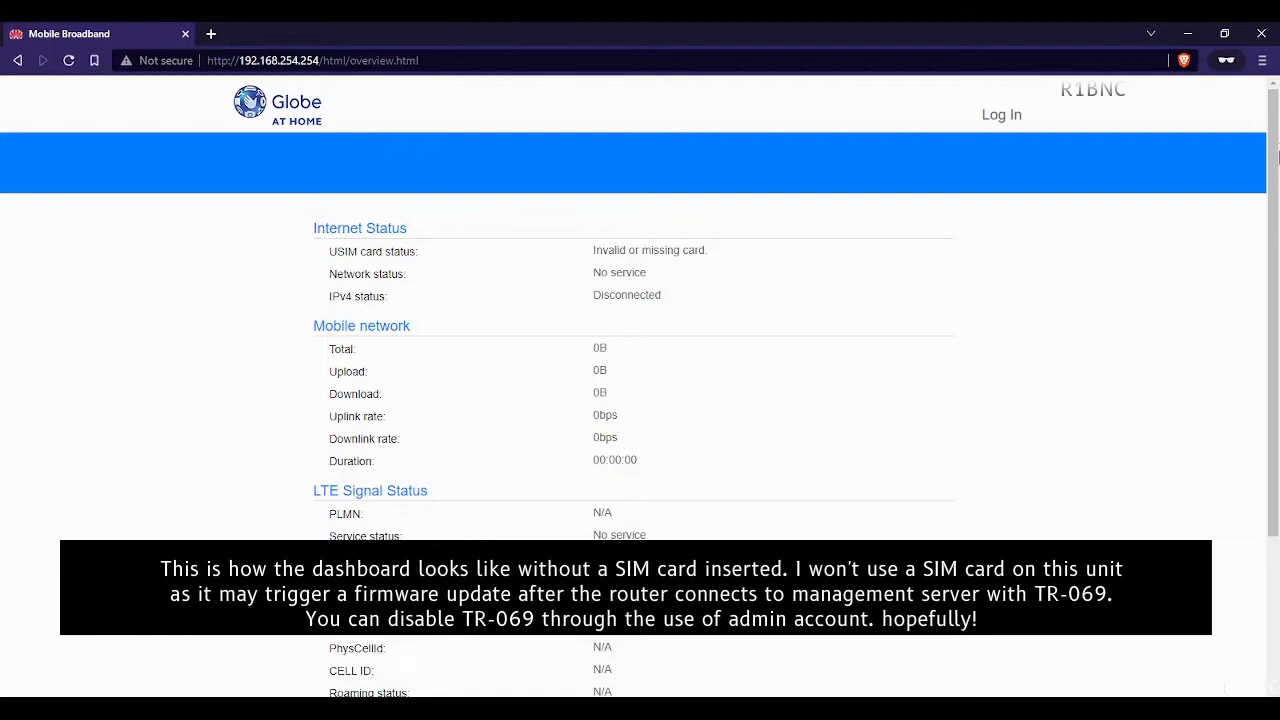 Mobile Broadband
Not secure
http://192.168.254.254/html/overview.html
Globe
AT HOME
R1BNC
Log In
Internet Status
USIM card status: Invalid or missing card.
Network status: No service
IPv4 status: Disconnected
Mobile network
Total: 0B
Upload: 0B
Download: 0B
Uplink rate: 0bps
Downlink rate: 0bps
Duration: 00:00:00
LTE Signal Status
PLMN: N/A
Service status: No service
This is how the dashboard looks like without a SIM card inserted. I won't use a SIM card on this unit
as it may trigger a firmware update after the router connects to management server with TR-069.
You can disable TR-069 through the use of admin account. hopefully!
PhysCellId: N/A
CELL ID: N/A
Roaming status: N/A